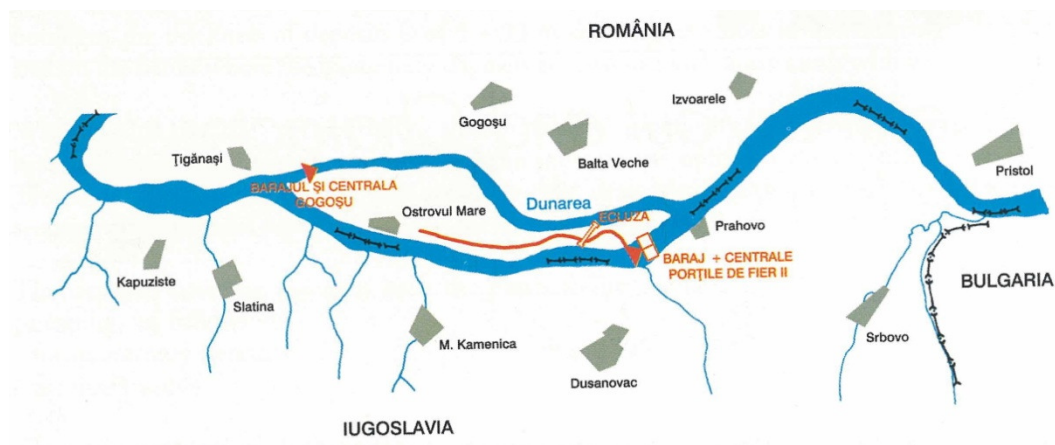 ROMÂNIA
Izvoarele
Gogoşu
Balta Veche
Pristol
Ţigănaşi
BARAJUL ŞI CENTRALA
GOGOŞU
Ostrovul Mare
Dunarea
ECLUZA
Prahovo
BARAJ + CENTRALE
PORŢILE DE FIER II
Kapuziste
Slatina
BULGARIA
M. Kamenica
Srbovo
Dusanovac
IUGOSLAVIA